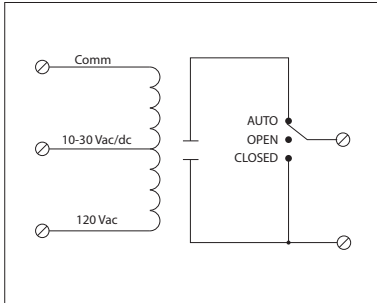 Comm
10-30 Vac/dc
120 Vac
AUTO
OPEN
CLOSED